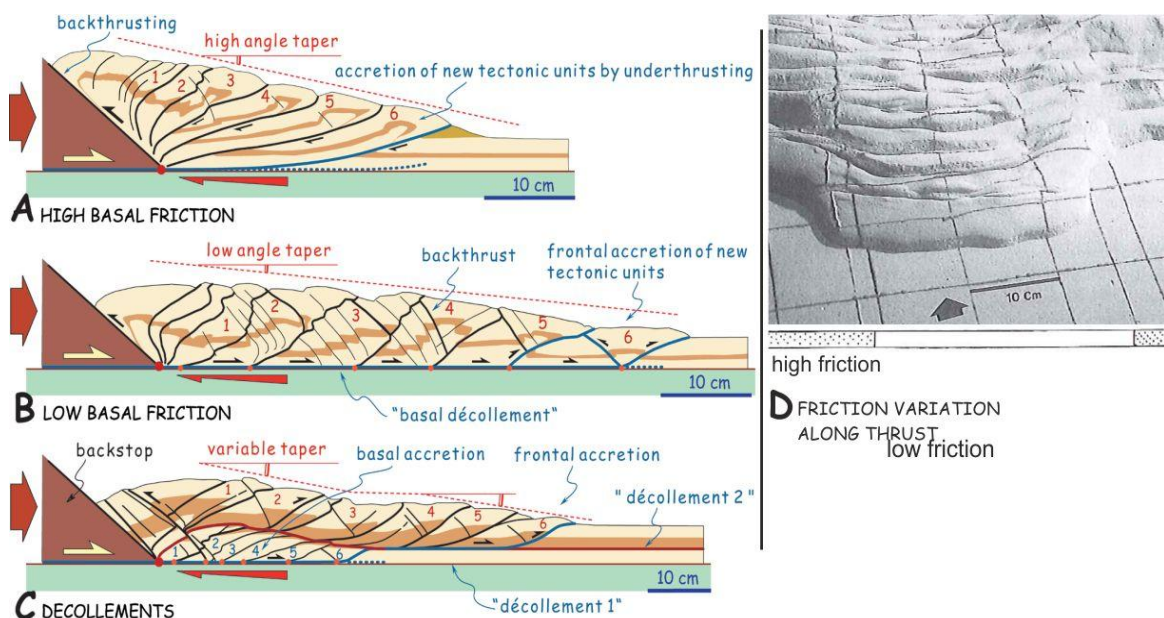 backthrusting
high angle taper
accretion of new tectonic units by underthrusting
1
2
3
4
5
6
10 cm
A HIGH BASAL FRICTION
low angle taper
backthrust
frontal accretion of new
tectonic units
1
2
3
4
5
6
10 cm
B LOW BASAL FRICTION
"basal décollement"
backstop
variable taper
basal accretion
frontal accretion
"décollement 2"
1
2
3
4
5
6
1
2
3
4
5
6
10 cm
C DECOLLEMENTS
"décollement 1"
10 Cm
high friction
D FRICTION VARIATION
ALONG THRUST
low friction